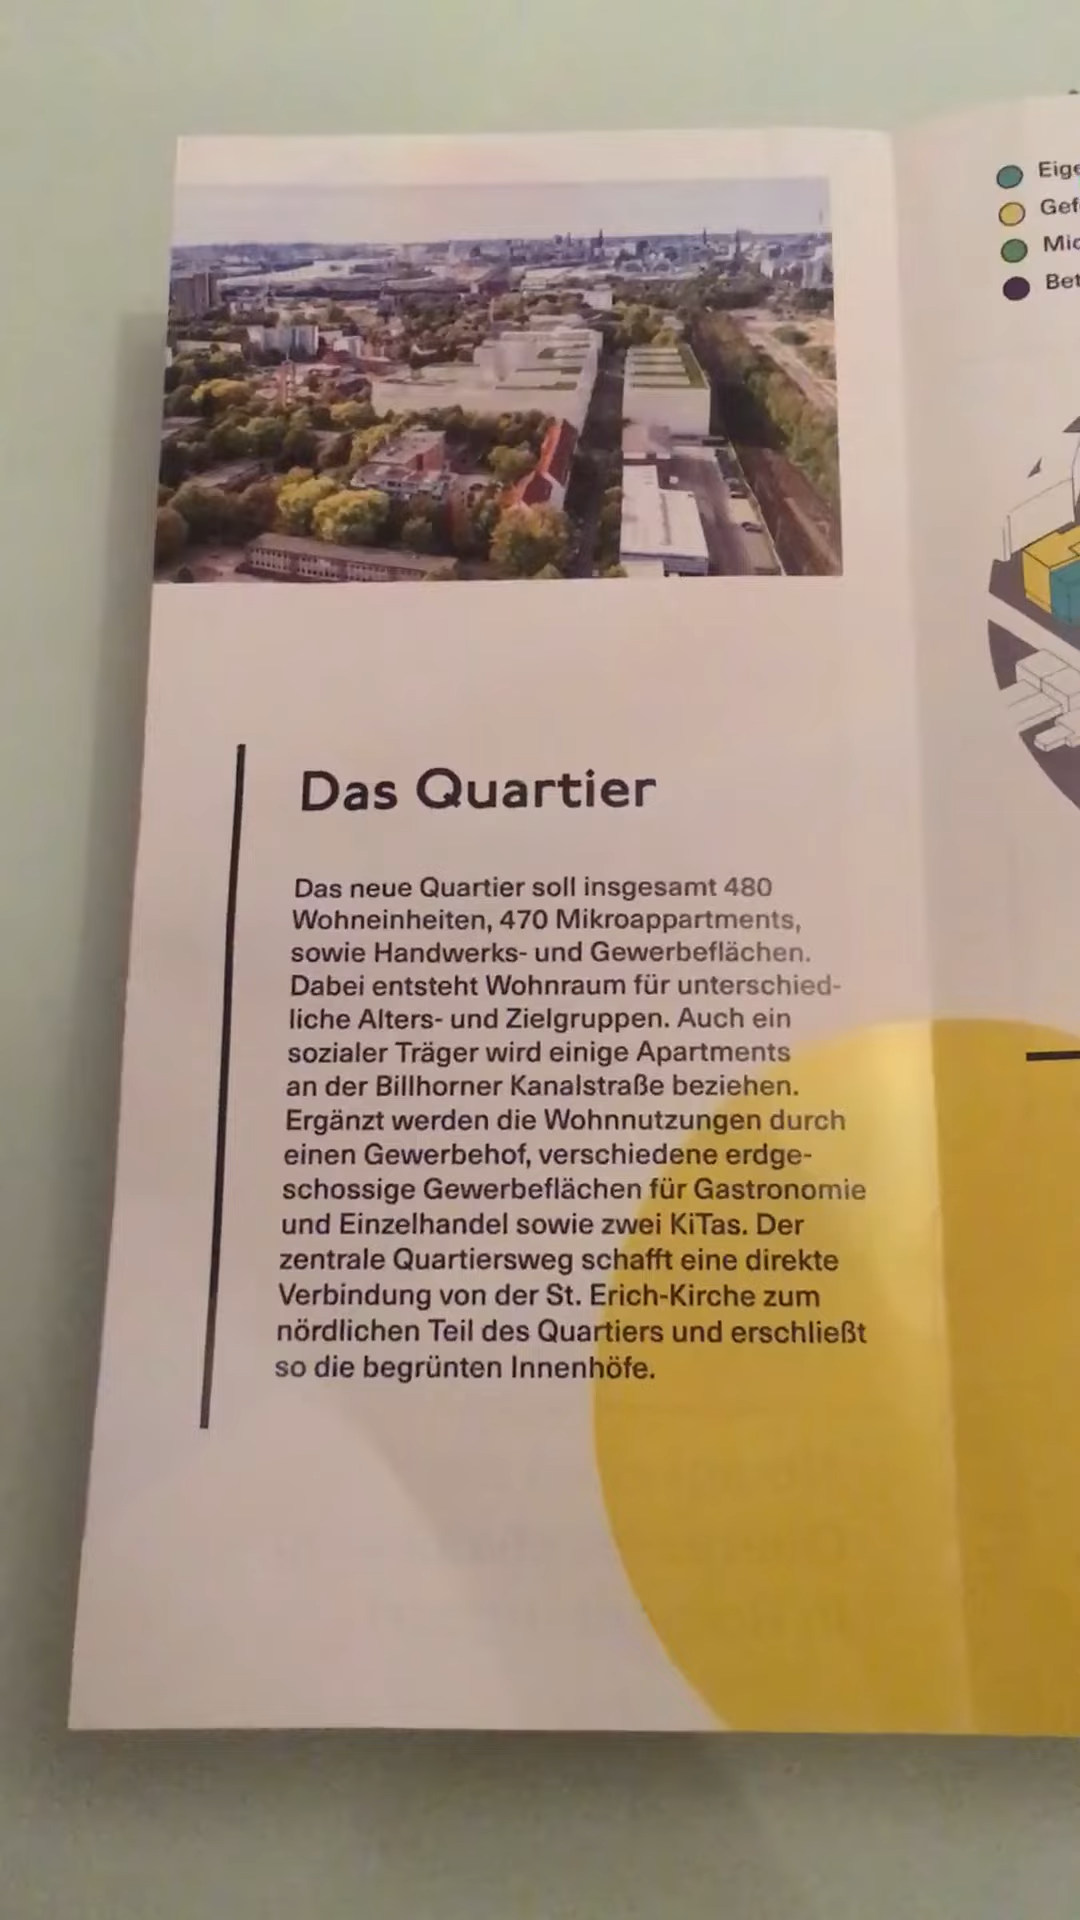 Das Quartier
Das neue Quartier soll insgesamt 480
Wohneinheiten, 470 Mikroappartments,
sowie Handwerks- und Gewerbeflächen.
Dabei entsteht Wohnraum für unterschied-
liche Alters- und Zielgruppen. Auch ein
sozialer Träger wird einige Apartments
an der Billhorner Kanalstraße beziehen.
Ergänzt werden die Wohnnutzungen durch
einen Gewerbehof, verschiedene erdge-
schossige Gewerbeflächen für Gastronomie
und Einzelhandel sowie zwei KiTas. Der
zentrale Quartiersweg schafft eine direkte
Verbindung von der St. Erich-Kirche zum
nördlichen Teil des Quartiers und erschließt
so die begrünten Innenhöfe.
Eige
Gef
Mic
Bet